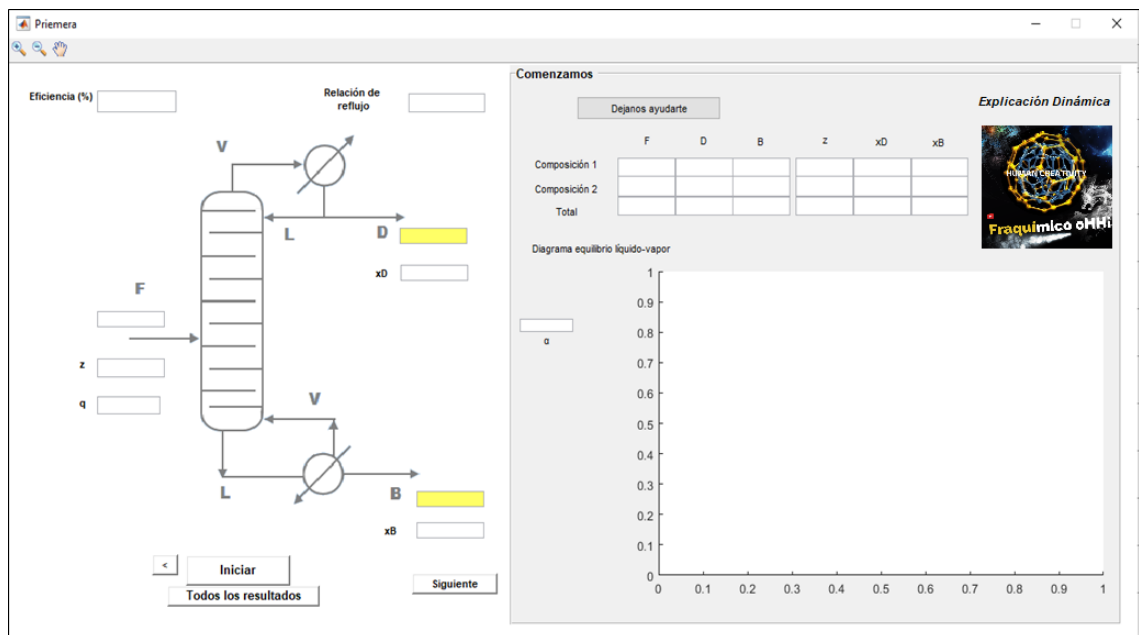 Priemera
Eficiencia (%)
Relación de
reflujo
V
L
D
xD
F
z
q
V
L
B
xB
<
Iniciar
Todos los resultados
Siguiente
Comenzamos
Dejanos ayudarte
Explicación Dinámica
F D B z xD xB
Composición 1
Composición 2
Total
HUMAN CREATIVITY
Fraquimico oHHi
Diagrama equilibrio líquido-vapor
α
1
0.9
0.8
0.7
0.6
0.5
0.4
0.3
0.2
0.1
0
0 0.1 0.2 0.3 0.4 0.5 0.6 0.7 0.8 0.9 1